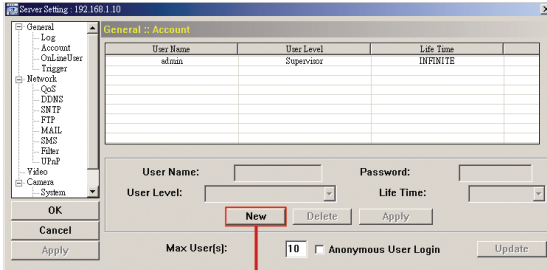 Server Setting : 192.168.1.10
General
Log
Account
OnLineUser
Trigger
Network
QoS
DDNS
SNTP
FTP
MAIL
SMS
Filter
UPnP
Video
Camera
System
OK
Cancel
Apply
General :: Account
User Name User Level Life Time
admin Supervisor INFINITE
User Name: Password:
User Level: Life Time:
New Delete Apply
Max User[s]: 10 Anonymous User Login Update